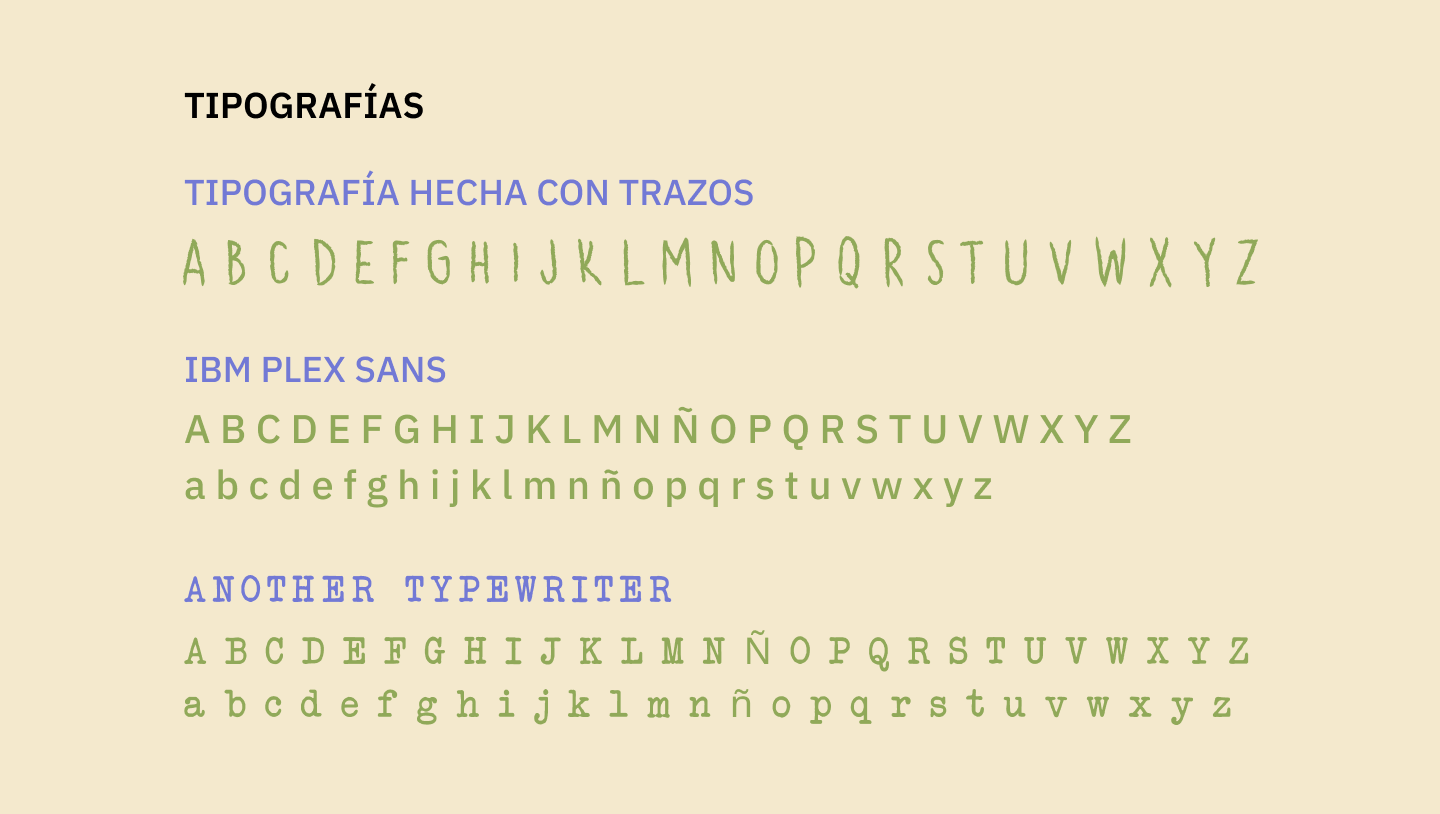 TIPOGRAFÍAS
TIPOGRAFÍA HECHA CON TRAZOS
A B C D E F G H I J K L M N O P Q R S T U V W X Y Z
IBM PLEX SANS
A B C D E F G H I J K L M N Ñ O P Q R S T U V W X Y Z
a b c d e f g h i j k l m n ñ o p q r s t u v w x y z
ANOTHER TYPEWRITER
A B C D E F G H I J K L M N Ñ O P Q R S T U V W X Y Z
a b c d e f g h i j k l m n ñ o p q r s t u v w x y z